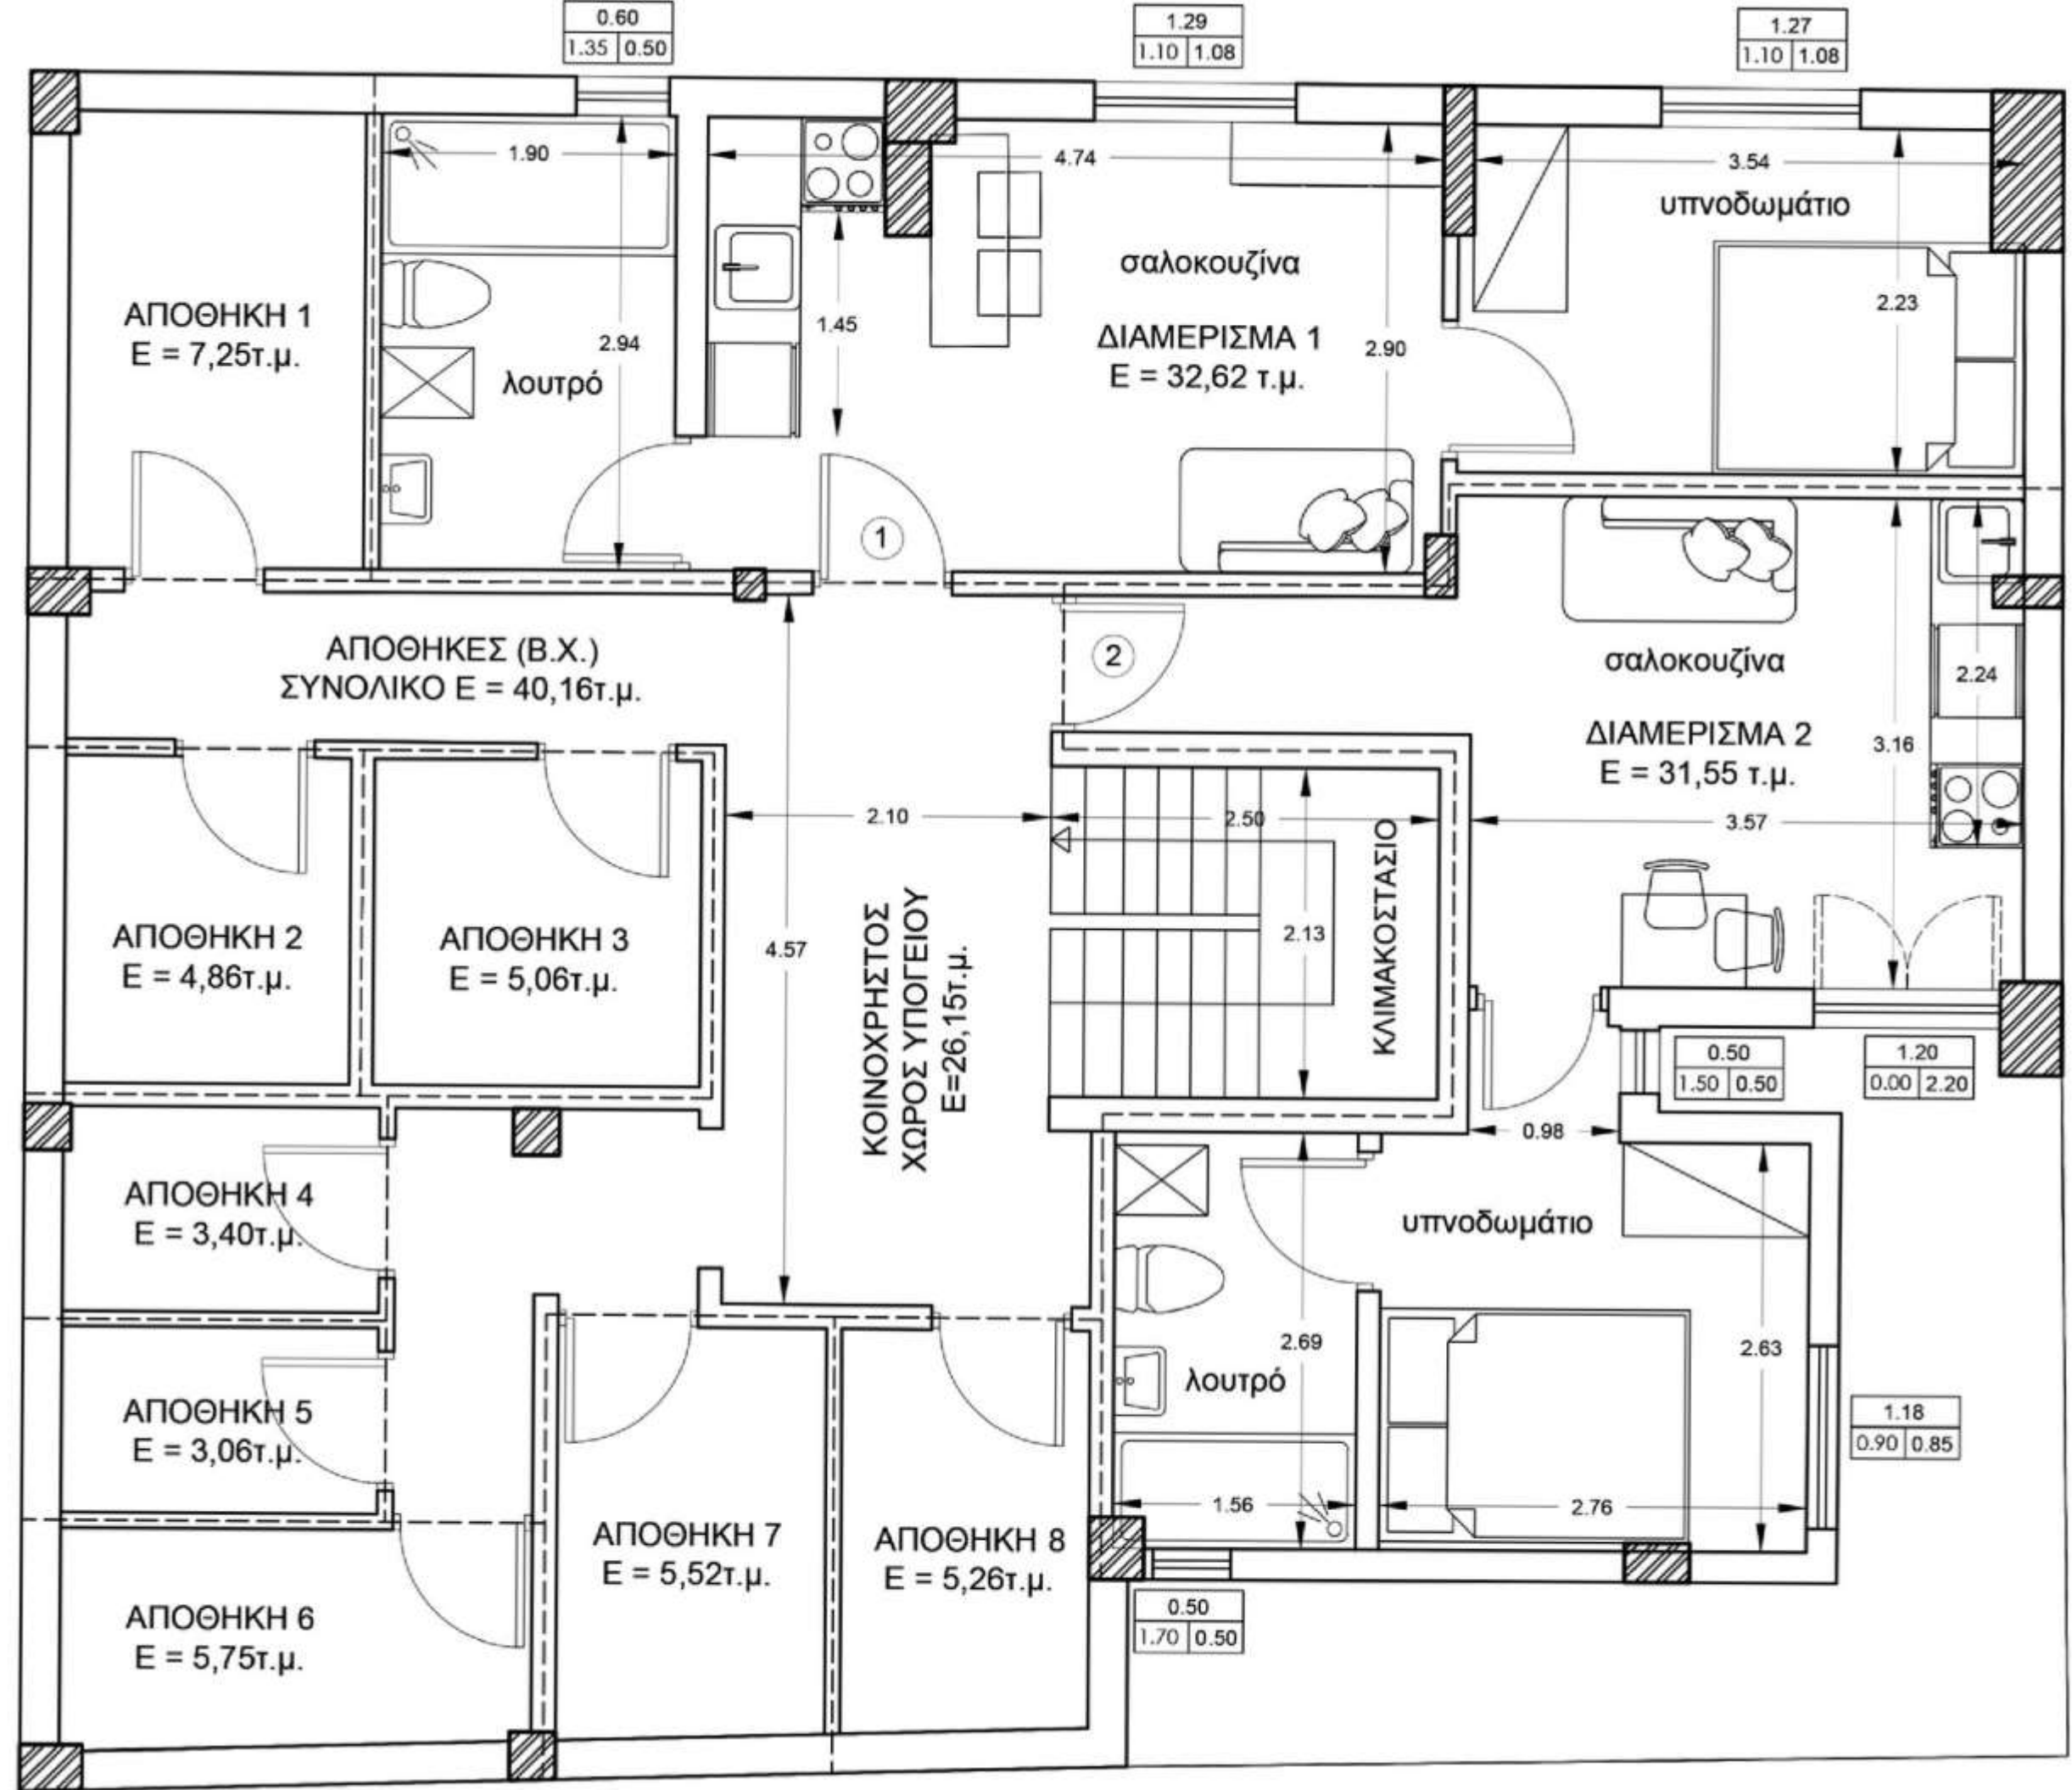 0.60
1.35 0.50
1.29
1.10 1.08
1.27
1.10 1.08
1.90
4.74
3.54
υπνοδωμάτιο
σαλοκουζίνα
2.23
ΑΠΟΘΗΚΗ 1
Ε = 7,25τ.μ.
1.45
2.94
λουτρό
ΔΙΑΜΕΡΙΣΜΑ 1
Ε = 32,62 τ.μ.
2.90
1
2
ΑΠΟΘΗΚΕΣ (Β.Χ.)
ΣΥΝΟΛΙΚΟ Ε = 40,16τ.μ.
σαλοκουζίνα
2.24
ΔΙΑΜΕΡΙΣΜΑ 2
Ε = 31,55 τ.μ.
3.16
2.10
2.50
3.57
ΚΛΙΜΑΚΟΣΤΑΣΙΟ
2.13
4.57
ΚΟΙΝΟΧΡΗΣΤΟΣ
ΧΩΡΟΣ ΥΠΟΓΕΙΟΥ
Ε=26,15τ.μ.
ΑΠΟΘΗΚΗ 2
Ε = 4,86τ.μ.
ΑΠΟΘΗΚΗ 3
Ε = 5,06τ.μ.
0.50
1.50 0.50
1.20
0.00 2.20
0.98
ΑΠΟΘΗΚΗ 4
Ε = 3,40τ.μ.
υπνοδωμάτιο
2.69
2.63
λουτρό
ΑΠΟΘΗΚΗ 5
Ε = 3,06τ.μ.
1.18
0.90 0.85
1.56
2.76
ΑΠΟΘΗΚΗ 7
Ε = 5,52τ.μ.
ΑΠΟΘΗΚΗ 8
Ε = 5,26τ.μ.
ΑΠΟΘΗΚΗ 6
Ε = 5,75τ.μ.
0.50
1.70 0.50